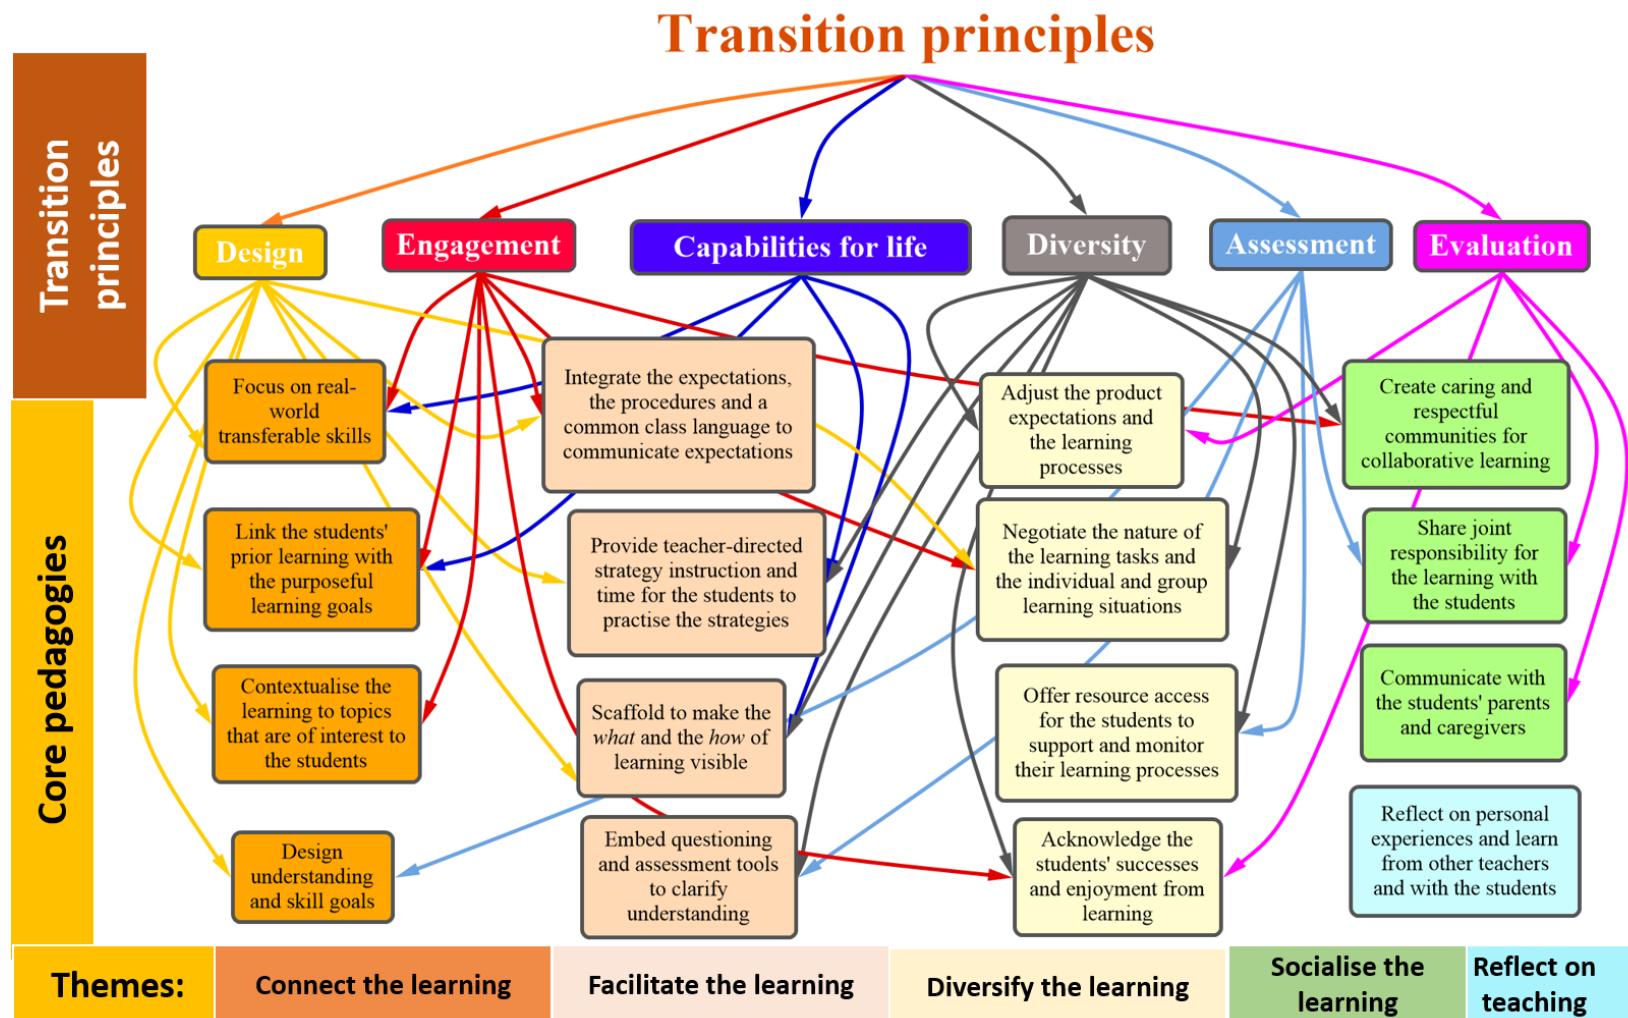 Transition principles
Transition
principles
Design
Engagement
Capabilities for life
Diversity
Assessment
Evaluation
Core pedagogies
Focus on real-
world
transferable skills
Link the students'
prior learning with
the purposeful
learning goals
Contextualise the
learning to topics
that are of interest to
the students
Design
understanding
and skill goals
Integrate the expectations,
the procedures and a
common class language to
communicate expectations
Provide teacher-directed
strategy instruction and
time for the students to
practise the strategies
Scaffold to make the
what and the how of
learning visible
Embed questioning
and assessment tools
to clarify
understanding
Adjust the product
expectations and
the learning
processes
Negotiate the nature of
the learning tasks and
the individual and group
learning situations
Offer resource access
for the students to
support and monitor
their learning processes
Acknowledge the
students' successes
and enjoyment from
learning
Create caring and
respectful
communities for
collaborative learning
Share joint
responsibility for
the learning with
the students
Communicate with
the students' parents
and caregivers
Reflect on personal
experiences and learn
from other teachers
and with the students
Themes:
Connect the learning
Facilitate the learning
Diversify the learning
Socialise the
learning
Reflect on
teaching